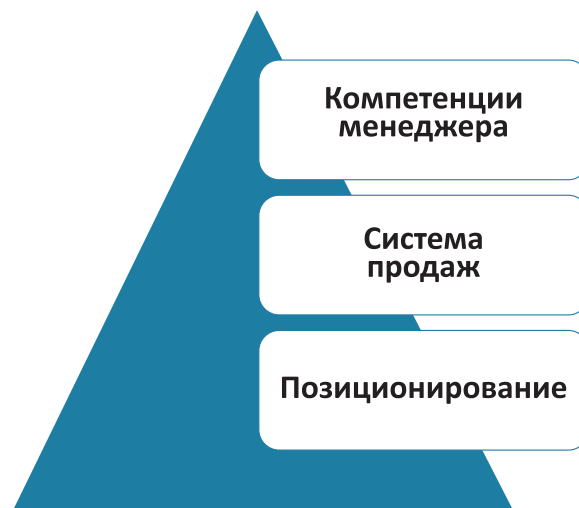 Компетенции
менеджера
Система
продаж
Позиционирование